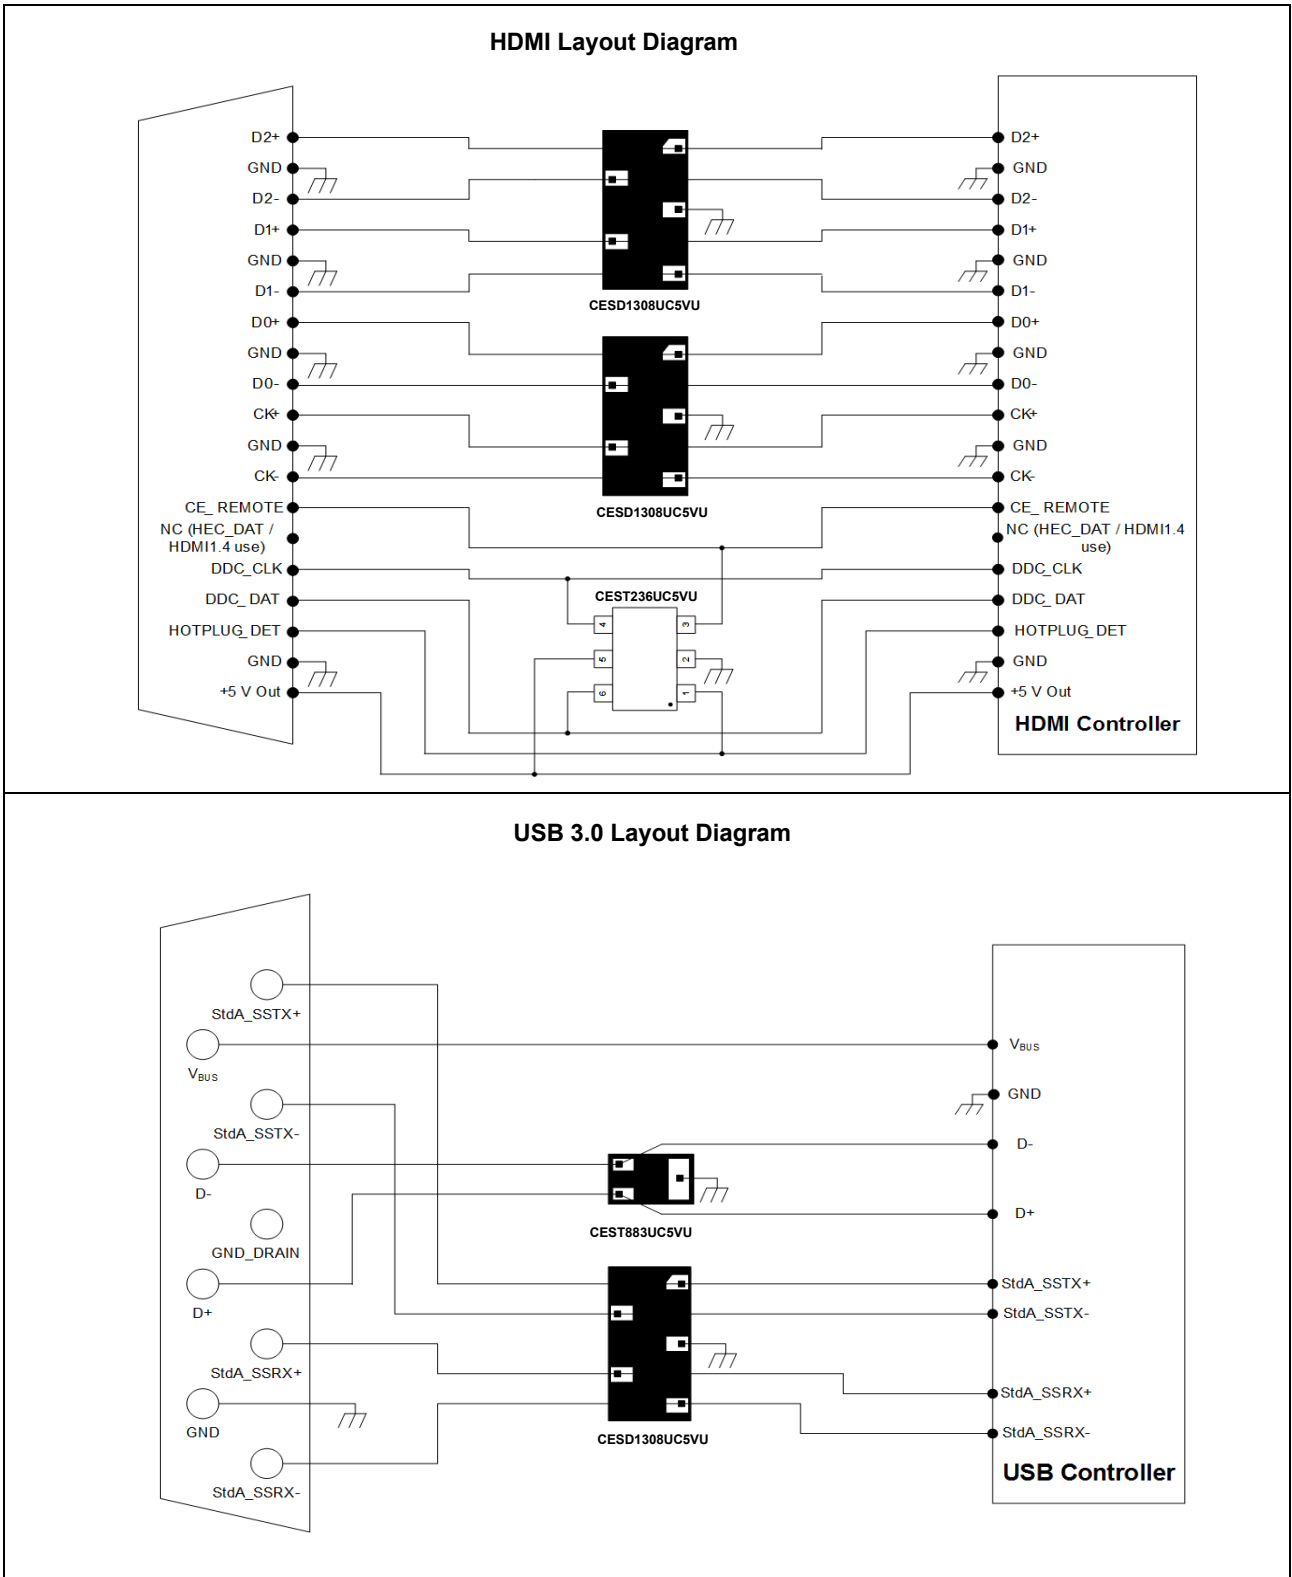 HDMI Layout Diagram
D2+
GND
D2-
D1+
GND
D1-
D0+
GND
D0-
CK+
GND
CK-
CE_ REMOTE
NC (HEC_DAT /
HDMI1.4 use)
DDC_CLK
DDC_ DAT
HOTPLUG_DET
GND
+5 V Out
CESD1308UC5VU
CESD1308UC5VU
CEST236UC5VU
4
3
5
2
6
1
D2+
GND
D2-
D1+
GND
D1-
D0+
GND
D0-
CK+
GND
CK-
CE_ REMOTE
NC (HEC_DAT / HDMI1.4
use)
DDC_CLK
DDC_ DAT
HOTPLUG_DET
GND
+5 V Out
HDMI Controller
USB 3.0 Layout Diagram
StdA_SSTX+
VBUS
StdA_SSTX-
D-
GND_DRAIN
D+
StdA_SSRX+
GND
StdA_SSRX-
CEST883UC5VU
CESD1308UC5VU
VBUS
GND
D-
D+
StdA_SSTX+
StdA_SSTX-
StdA_SSRX+
StdA_SSRX-
USB Controller